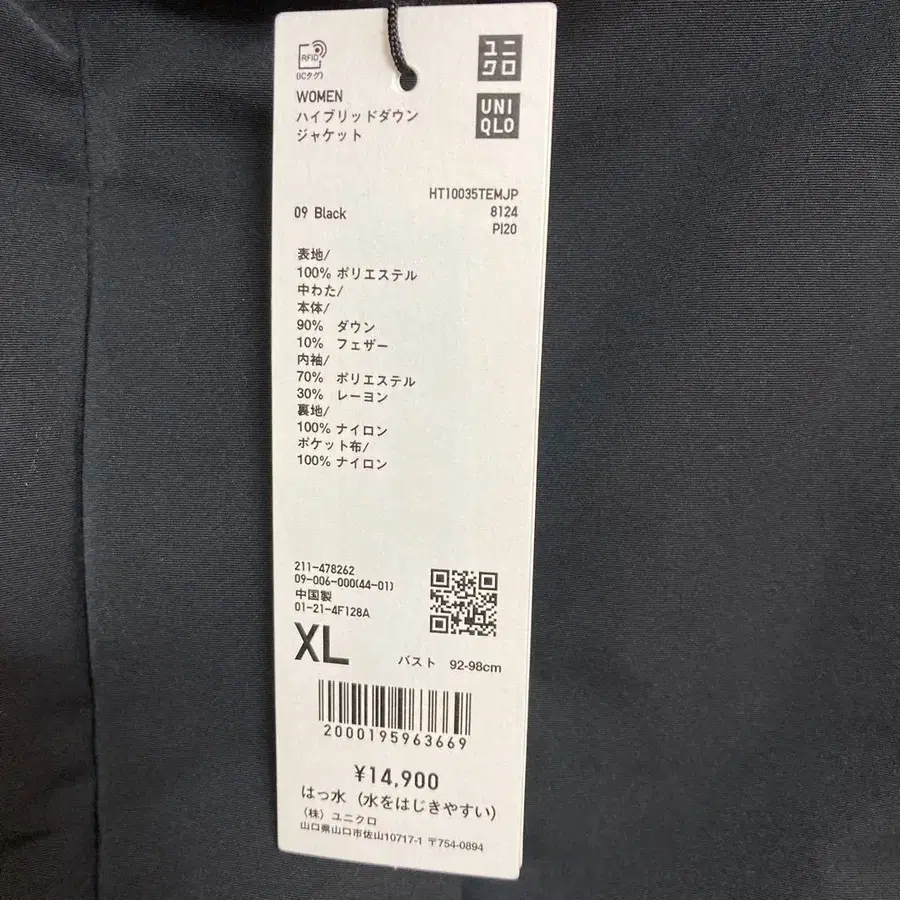 RFID
(ICタグ)
ユニ
クロ
UNI
QLO
WOMEN
ハイブリッドダウン
ジャケット
HT10035TEMJP
09 Black
8124
PI20
表地/
100% ポリエステル
中わた/
本体/
90% ダウン
10% フェザー
内袖/
70% ポリエステル
30% レーヨン
裏地/
100% ナイロン
ポケット布/
100% ナイロン
211-478262
09-006-000(44-01)
中国製
01-21-4F128A
XL
バスト 92-98cm
2000195963669
¥14,900
はっ水 (水をはじきやすい)
(株) ユニクロ
山口県山口市佐山10717-1 〒754-0894